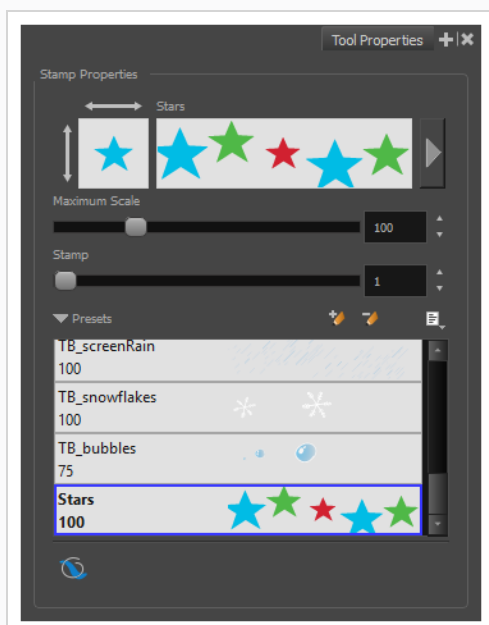 Tool Properties
Stamp Properties
Stars
Maximum Scale
100
Stamp
1
Presets
TB_screenRain
100
TB_snowflakes
100
TB_bubbles
75
Stars
100